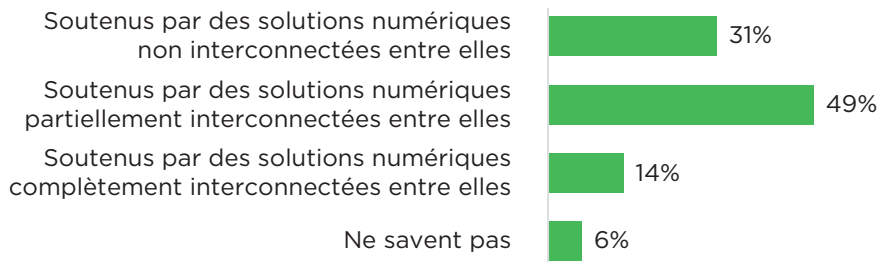 Soutenus par des solutions numériques
non interconnectées entre elles
31%
Soutenus par des solutions numériques
partiellement interconnectées entre elles
49%
Soutenus par des solutions numériques
complètement interconnectées entre elles
14%
Ne savent pas
6%